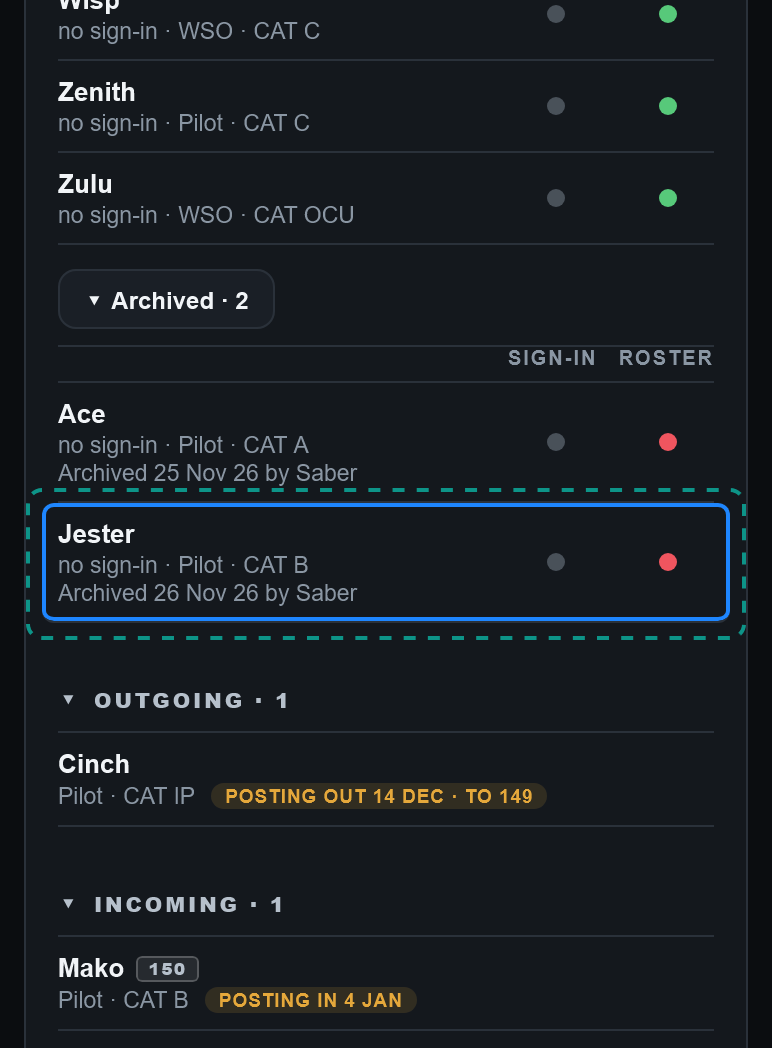 Wisp
no sign-in · WSO · CAT C
Zenith
no sign-in · Pilot · CAT C
Zulu
no sign-in · WSO · CAT OCU
▼ Archived · 2
SIGN-IN ROSTER
Ace
no sign-in · Pilot · CAT A
Archived 25 Nov 26 by Saber
Jester
no sign-in · Pilot · CAT B
Archived 26 Nov 26 by Saber
▼ OUTGOING · 1
Cinch
Pilot · CAT IP POSTING OUT 14 DEC · TO 149
▼ INCOMING · 1
Mako 150
Pilot · CAT B POSTING IN 4 JAN